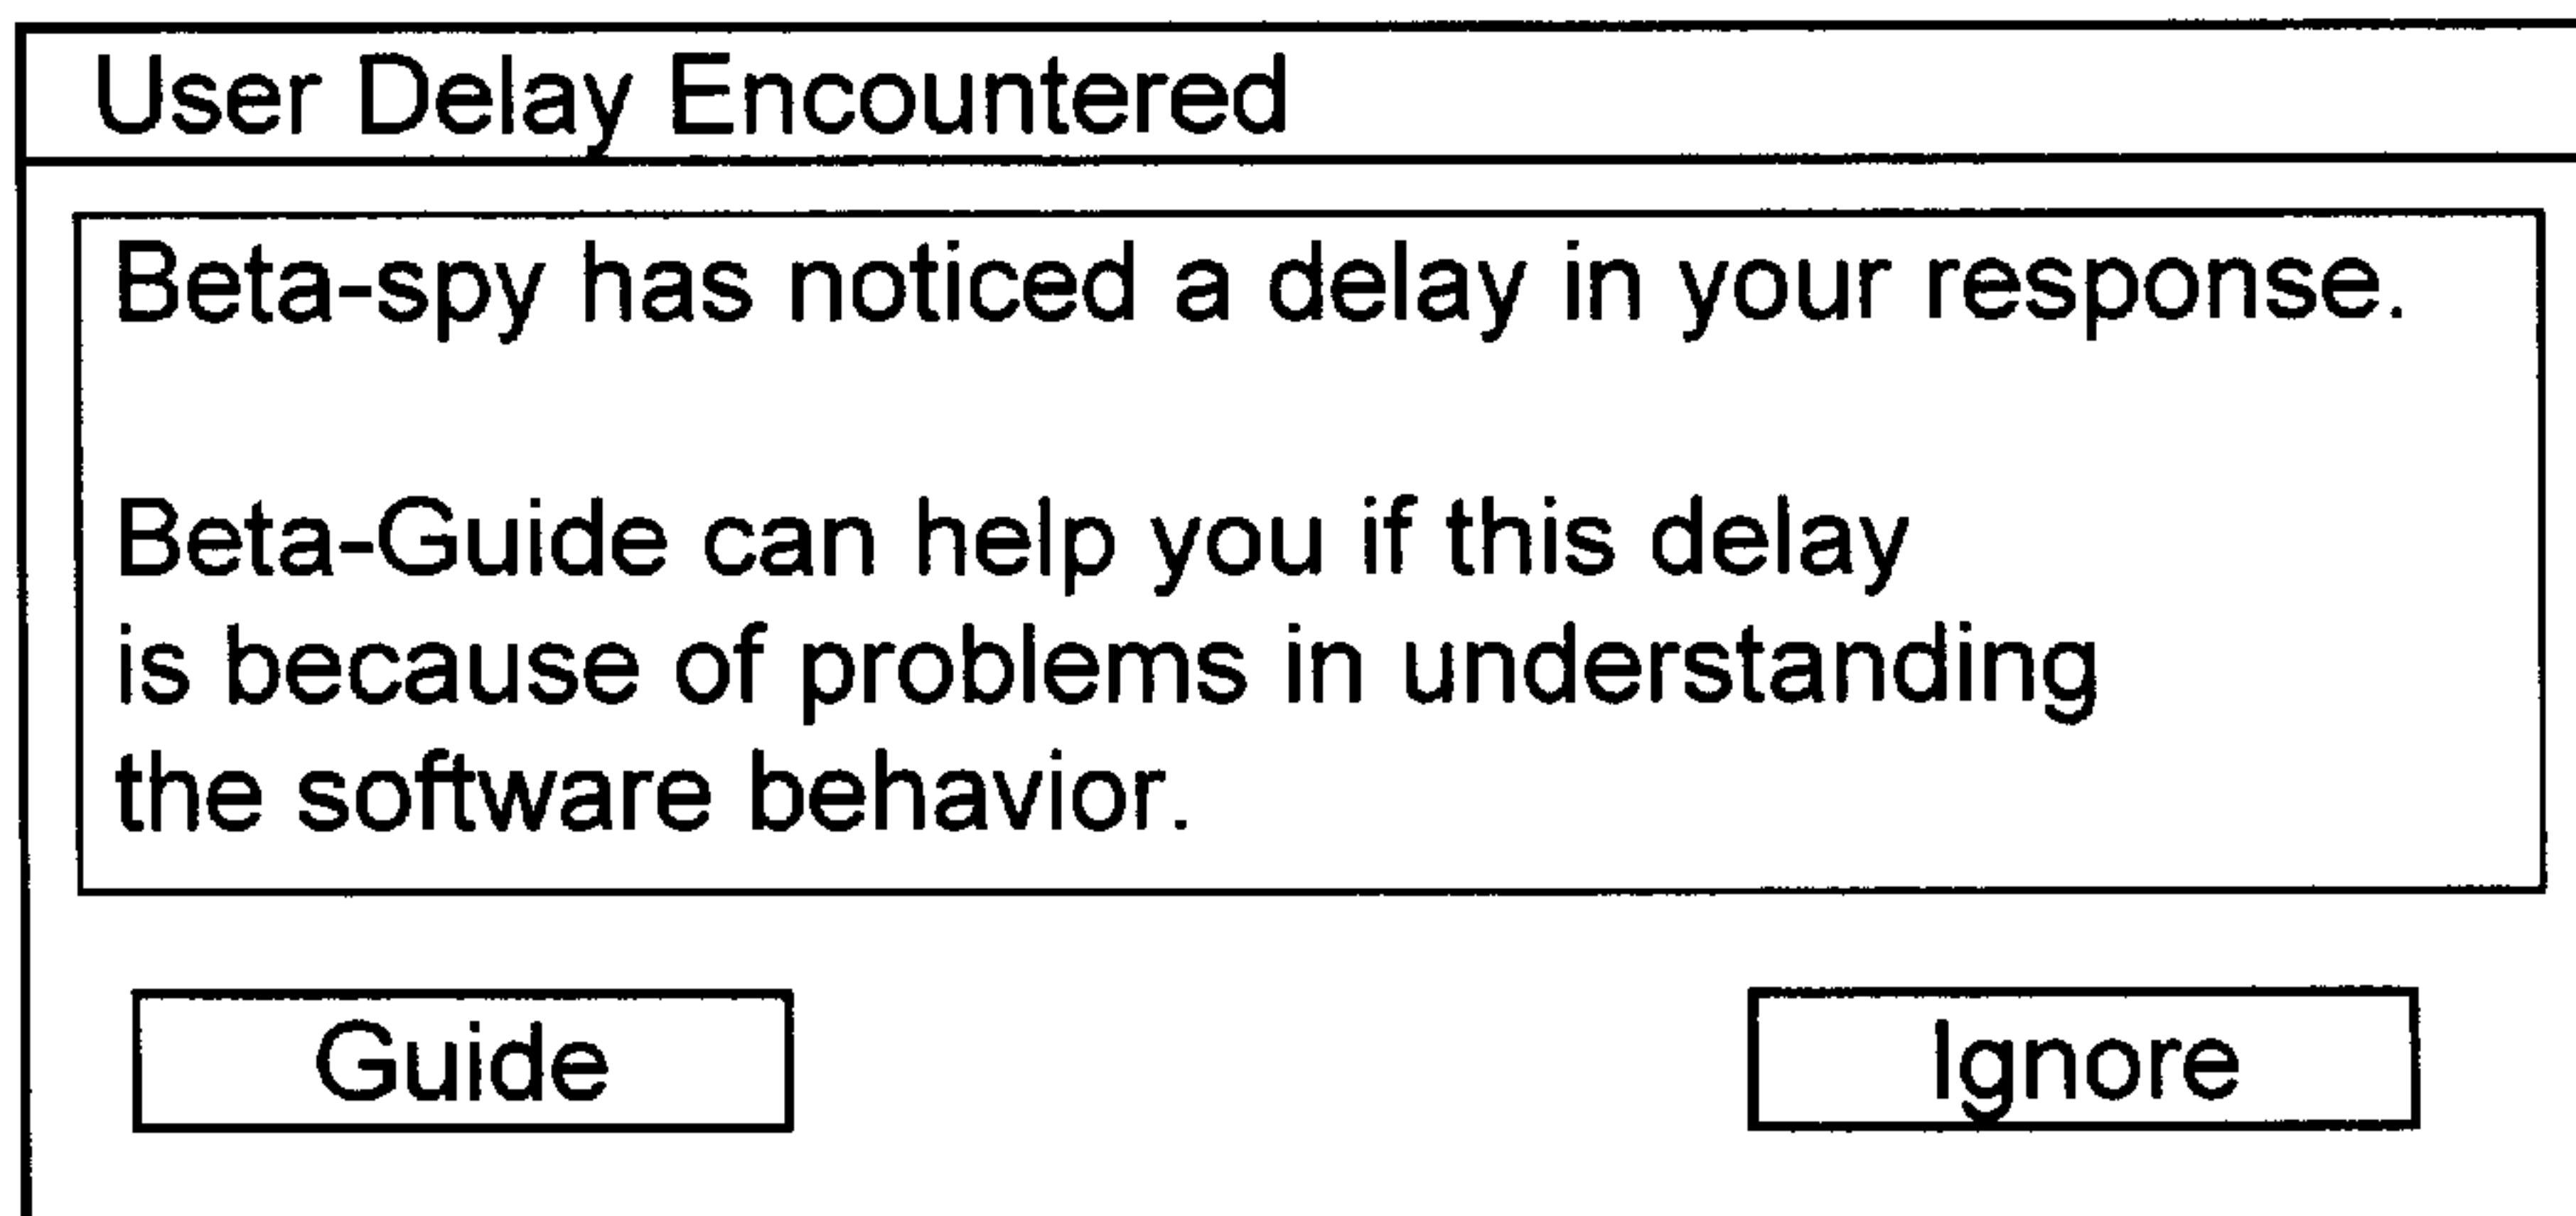 User Delay Encountered
Beta-spy has noticed a delay in your response.
Beta-Guide can help you if this delay
is because of problems in understanding
the software behavior.
Guide
Ignore